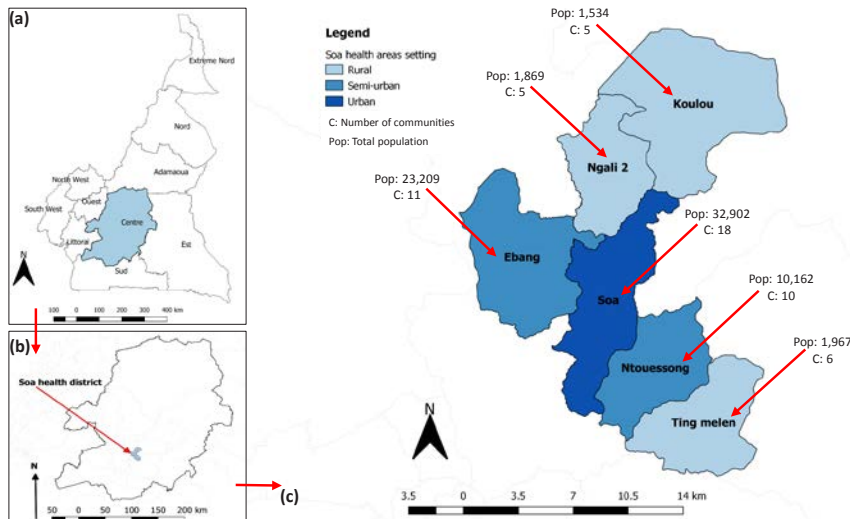 (a)
Extreme Nord
Nord
Adamaoua
North West
Ouest
South West
Centre
Littoral
Est
Sud
N
100 0 100 200 300 400 km
(b)
Soa health district
N
50 0 50 100 150 200 km
(c)
Legend
Soa health areas setting
Rural
Semi-urban
Urban
C: Number of communities
Pop: Total population
Pop: 1,534
C: 5
Koulou
Pop: 1,869
C: 5
Ngali 2
Pop: 23,209
C: 11
Ebang
Pop: 32,902
C: 18
Soa
Pop: 10,162
C: 10
Ntouessong
Pop: 1,967
C: 6
Ting melen
N
3.5 0 3.5 7 10.5 14 km